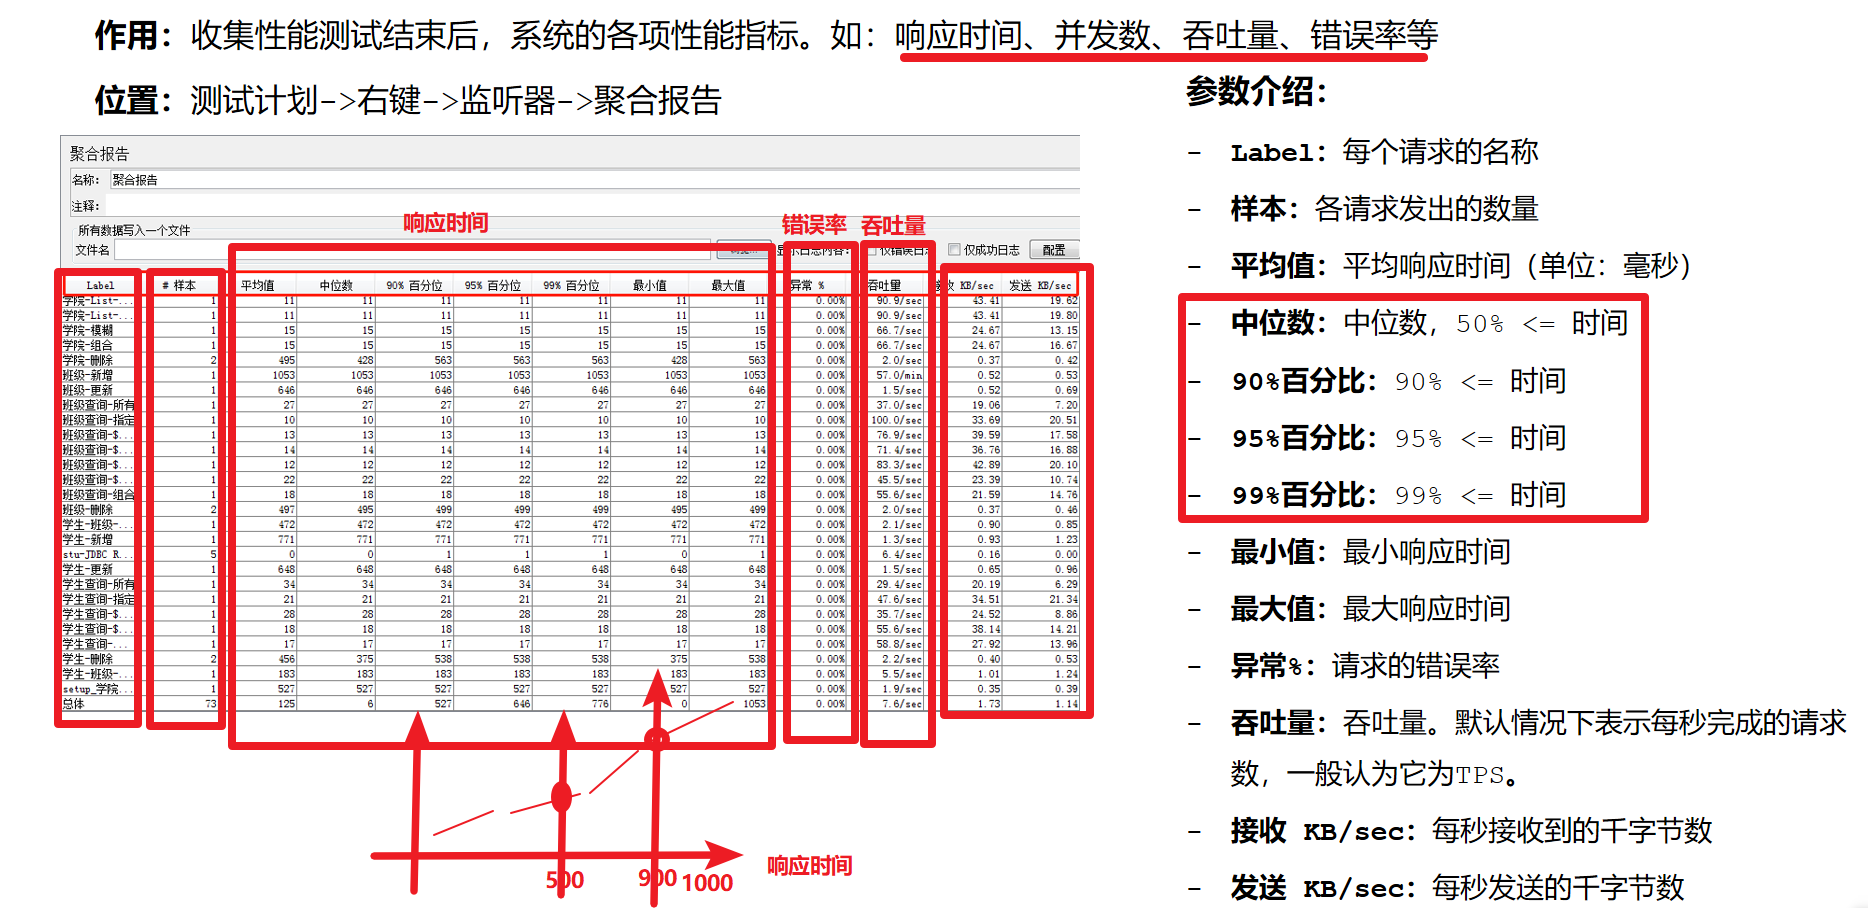 作用：收集性能测试结束后，系统的各项性能指标。如：响应时间、并发数、吞吐量、错误率等
位置：测试计划->右键->监听器->聚合报告
聚合报告
名称： 聚合报告
注释：
所有数据写入一个文件
文件名 显示日志内容： 仅错误日志 仅成功日志 配置
响应时间 错误率 吞吐量
Label # 样本 平均值 中位数 90% 百分位 95% 百分位 99% 百分位 最小值 最大值 异常 % 吞吐量 接收 KB/sec 发送 KB/sec
学院-List-... 1 11 11 11 11 11 11 11 0.00% 90.9/sec 43.41 19.62
学院-List-... 1 11 11 11 11 11 11 11 0.00% 90.9/sec 43.41 19.80
学院-模糊 1 15 15 15 15 15 15 15 0.00% 66.7/sec 24.67 13.15
学院-组合 1 15 15 15 15 15 15 15 0.00% 66.7/sec 24.67 16.67
学院-删除 2 495 428 563 563 563 428 563 0.00% 2.0/sec 0.37 0.42
班级-新增 1 1053 1053 1053 1053 1053 1053 1053 0.00% 57.0/min 0.52 0.53
班级-更新 1 646 646 646 646 646 646 646 0.00% 1.5/sec 0.52 0.69
班级查询-所有 1 27 27 27 27 27 27 27 0.00% 37.0/sec 19.06 7.20
班级查询-指定 1 10 10 10 10 10 10 10 0.00% 100.0/sec 33.69 20.51
班级查询-$... 1 13 13 13 13 13 13 13 0.00% 76.9/sec 39.59 17.58
班级查询-$... 1 14 14 14 14 14 14 14 0.00% 71.4/sec 36.76 16.88
班级查询-$... 1 12 12 12 12 12 12 12 0.00% 83.3/sec 42.89 20.10
班级查询-$... 1 22 22 22 22 22 22 22 0.00% 45.5/sec 23.39 10.74
班级查询-组合 1 18 18 18 18 18 18 18 0.00% 55.6/sec 21.59 14.76
班级-删除 2 497 495 499 499 499 495 499 0.00% 2.0/sec 0.37 0.46
学生-班级-... 1 472 472 472 472 472 472 472 0.00% 2.1/sec 0.90 0.85
学生-新增 1 771 771 771 771 771 771 771 0.00% 1.3/sec 0.93 1.23
stu-JDBC R... 5 0 0 1 1 1 0 1 0.00% 6.4/sec 0.16 0.00
学生-更新 1 648 648 648 648 648 648 648 0.00% 1.5/sec 0.65 0.96
学生查询-所有 1 34 34 34 34 34 34 34 0.00% 29.4/sec 20.19 6.29
学生查询-指定 1 21 21 21 21 21 21 21 0.00% 47.6/sec 34.51 21.34
学生查询-$... 1 28 28 28 28 28 28 28 0.00% 35.7/sec 24.52 8.86
学生查询-$... 1 18 18 18 18 18 18 18 0.00% 55.6/sec 38.14 14.21
学生查询-... 1 17 17 17 17 17 17 17 0.00% 58.8/sec 27.92 13.96
学生-删除 2 456 375 538 538 538 375 538 0.00% 2.2/sec 0.40 0.53
学生-班级-... 1 183 183 183 183 183 183 183 0.00% 5.5/sec 1.01 1.24
setup_学院... 1 527 527 527 527 527 527 527 0.00% 1.9/sec 0.35 0.39
总体 73 125 6 527 646 776 0 1053 0.00% 7.6/sec 1.73 1.14
500 900 1000 响应时间
参数介绍：
- Label：每个请求的名称
- 样本：各请求发出的数量
- 平均值：平均响应时间（单位：毫秒）
- 中位数：中位数，50% <= 时间
- 90%百分比：90% <= 时间
- 95%百分比：95% <= 时间
- 99%百分比：99% <= 时间
- 最小值：最小响应时间
- 最大值：最大响应时间
- 异常%：请求的错误率
- 吞吐量：吞吐量。默认情况下表示每秒完成的请求
数，一般认为它为TPS。
- 接收 KB/sec：每秒接收到的千字节数
- 发送 KB/sec：每秒发送的千字节数